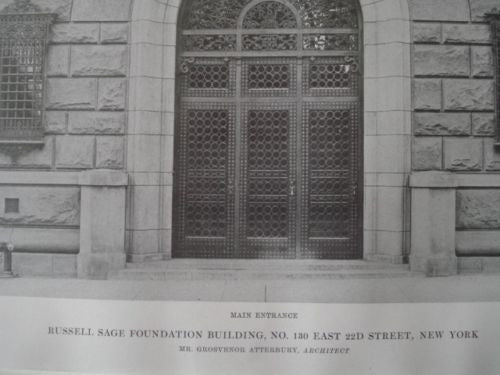 MAIN ENTRANCE
RUSSELL SAGE FOUNDATION BUILDING, NO. 130 EAST 22D STREET, NEW YORK
MR. GROSVENOR ATTERBURY, ARCHITECT